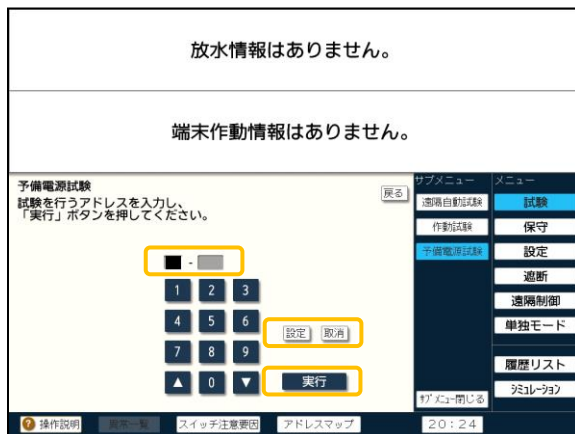 放水情報はありません。
端末作動情報はありません。
予備電源試験
試験を行うアドレスを入力し、
「実行」ボタンを押してください。
戻る
-
1 2 3
4 5 6
7 8 9
▲ 0 ▼
設定 取消
実行
サブメニュー
遠隔自動試験
作動試験
予備電源試験
ｻﾌﾞﾒﾆｭｰ閉じる
メニュー
試験
保守
設定
遮断
遠隔制御
単独モード
履歴リスト
ｼﾐｭﾚｰｼｮﾝ
? 操作説明 異常一覧 スイッチ注意要因 アドレスマップ 20:24